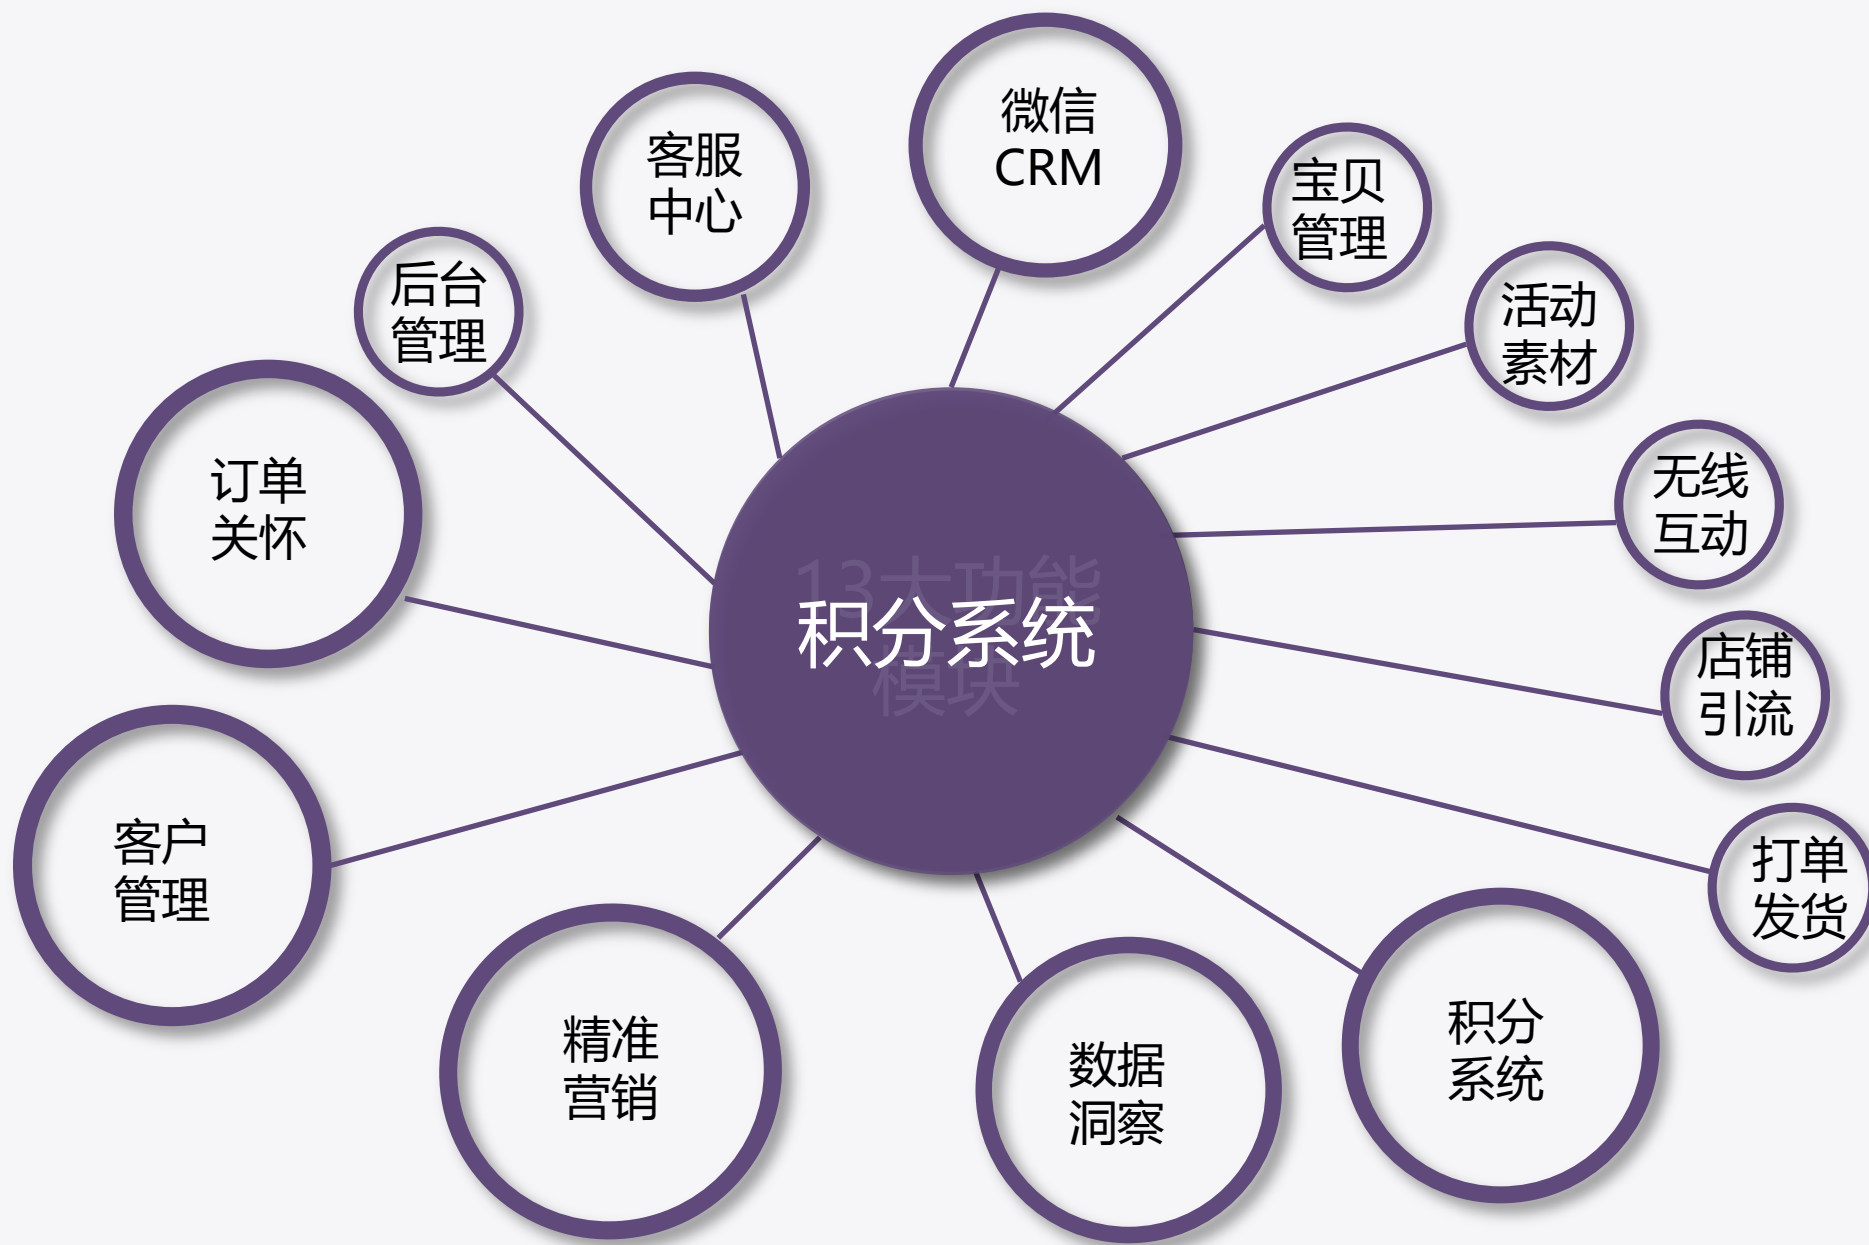 微信
CRM
客服
中心
宝贝
管理
后台
管理
活动
素材
无线
互动
订单
关怀
13大功能
模块
积分系统
店铺
引流
打单
发货
客户
管理
精准
营销
数据
洞察
积分
系统